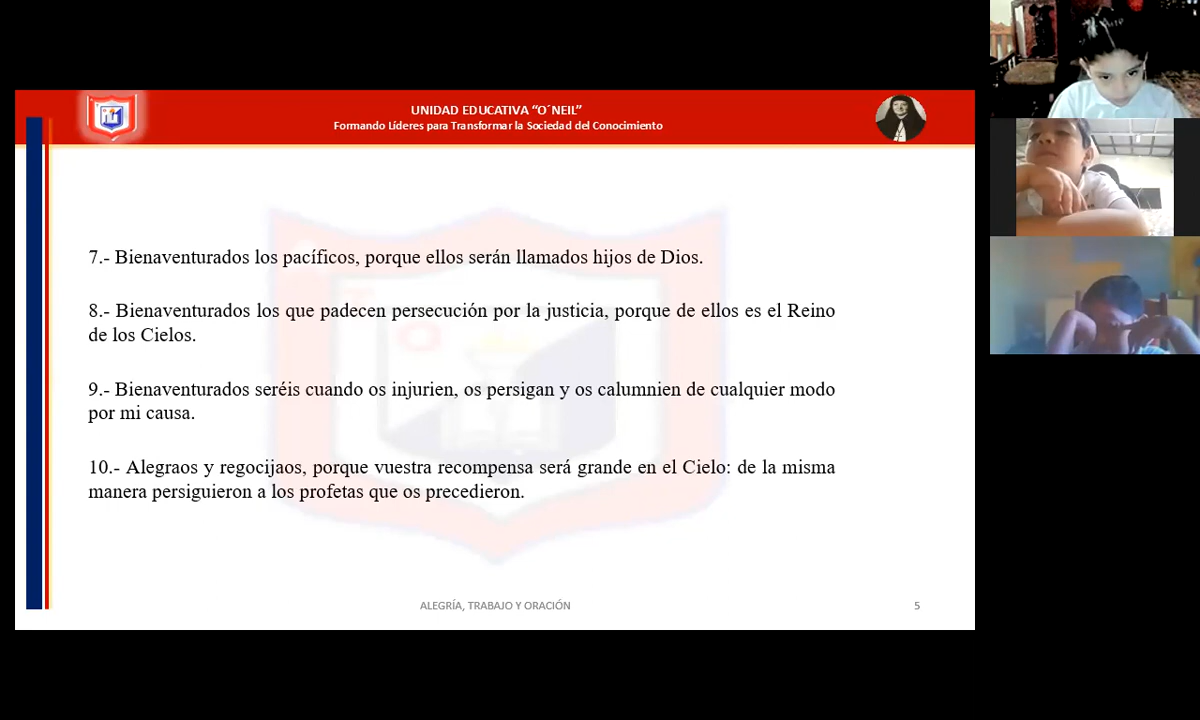 UNIDAD EDUCATIVA “O´NEIL”
Formando Líderes para Transformar la Sociedad del Conocimiento
7.- Bienaventurados los pacíficos, porque ellos serán llamados hijos de Dios.
8.- Bienaventurados los que padecen persecución por la justicia, porque de ellos es el Reino
de los Cielos.
9.- Bienaventurados seréis cuando os injurien, os persigan y os calumnien de cualquier modo
por mi causa.
10.- Alegraos y regocijaos, porque vuestra recompensa será grande en el Cielo: de la misma
manera persiguieron a los profetas que os precedieron.
ALEGRÍA, TRABAJO Y ORACIÓN
5